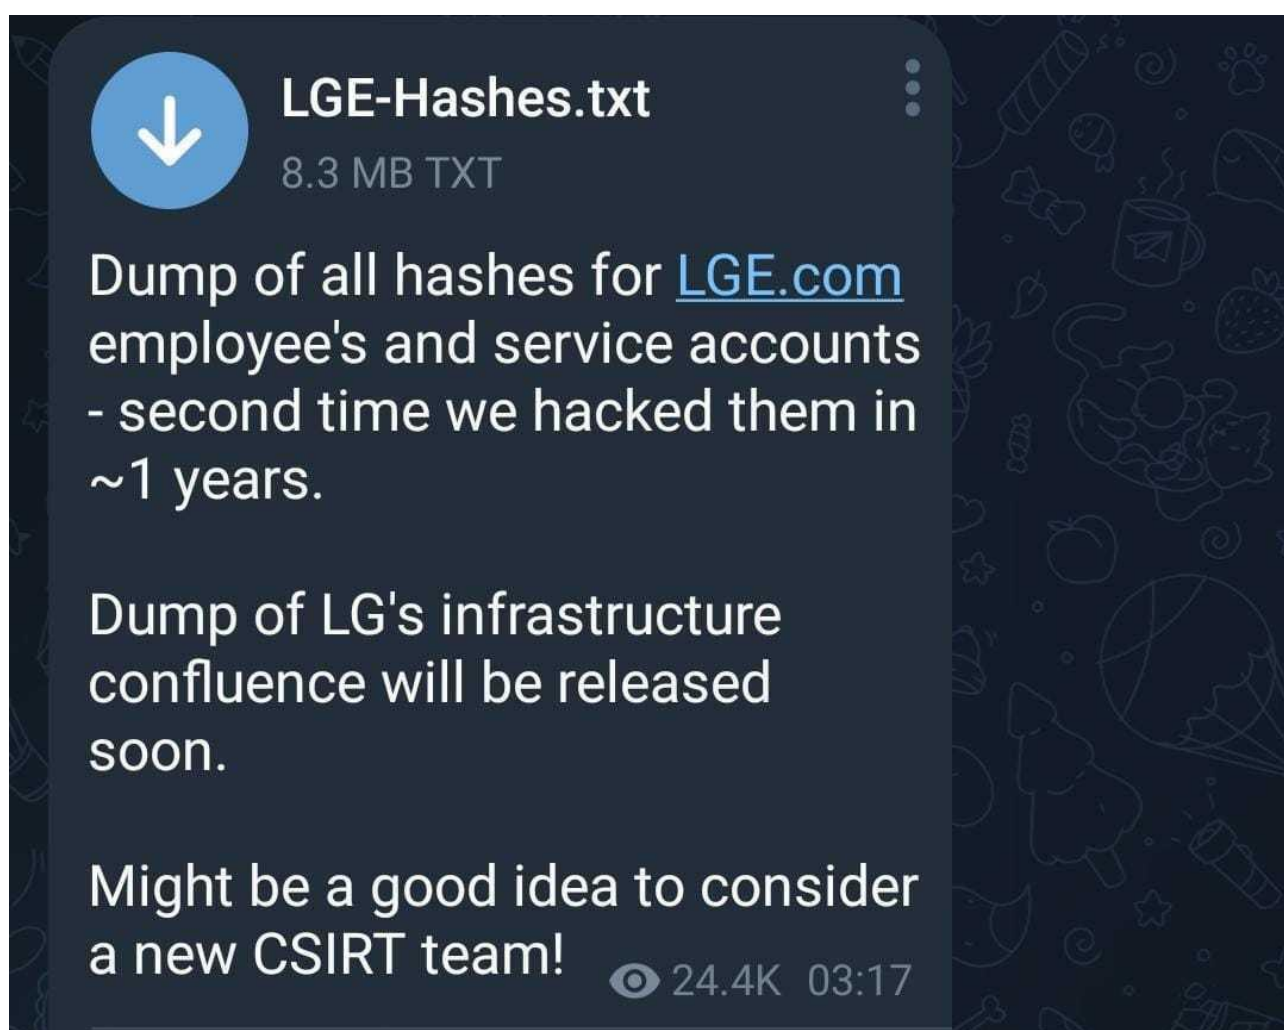 LGE-Hashes.txt
8.3 MB TXT
Dump of all hashes for LGE.com
employee's and service accounts
- second time we hacked them in
~1 years.
Dump of LG's infrastructure
confluence will be released
soon.
Might be a good idea to consider
a new CSIRT team!
24.4K 03:17